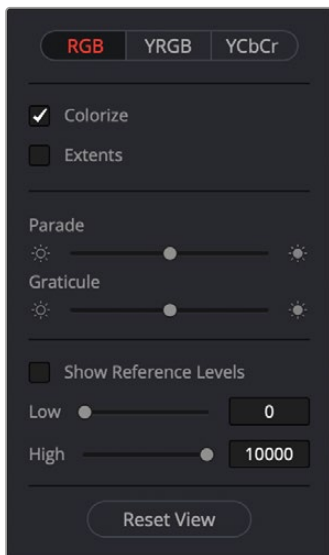 RGB YRGB YCbCr
Colorize
Extents
Parade
Graticule
Show Reference Levels
Low 0
High 10000
Reset View